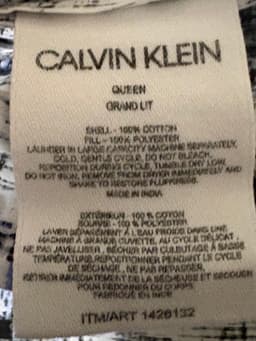 CALVIN KLEIN
QUEEN
GRAND LIT
SHELL - 100% COTTON
FILL - 100% POLYESTER
LAUNDER IN LARGE CAPACITY MACHINE SEPARATELY,
COLD, GENTLE CYCLE, DO NOT BLEACH,
REPOSITION DURING CYCLE, TUMBLE DRY LOW,
DO NOT IRON, REMOVE FROM DRYER IMMEDIATELY AND
SHAKE TO RESTORE FLUFFINESS.
MADE IN INDIA
EXTÉRIEUR - 100 % COTON
100 % POLYESTER
LAVER SÉPARÉMENT À L'EAU FROIDE DANS UNE
MACHINE À GRANDE CUVETTE, AU CYCLE DÉLICAT.
NE PAS JAVELLISER, SÉCHER PAR CULBUTAGE À BASSE
TEMPÉRATURE, REPOSITIONNER PENDANT LE CYCLE
DE SÉCHAGE, NE PAS REPASSER,
RETIRER IMMÉDIATEMENT DE LA SÉCHEUSE ET SECOUER
POUR REDONNER DU CORPS
FABRIQUÉ EN INDE
ITM/ART 1426132